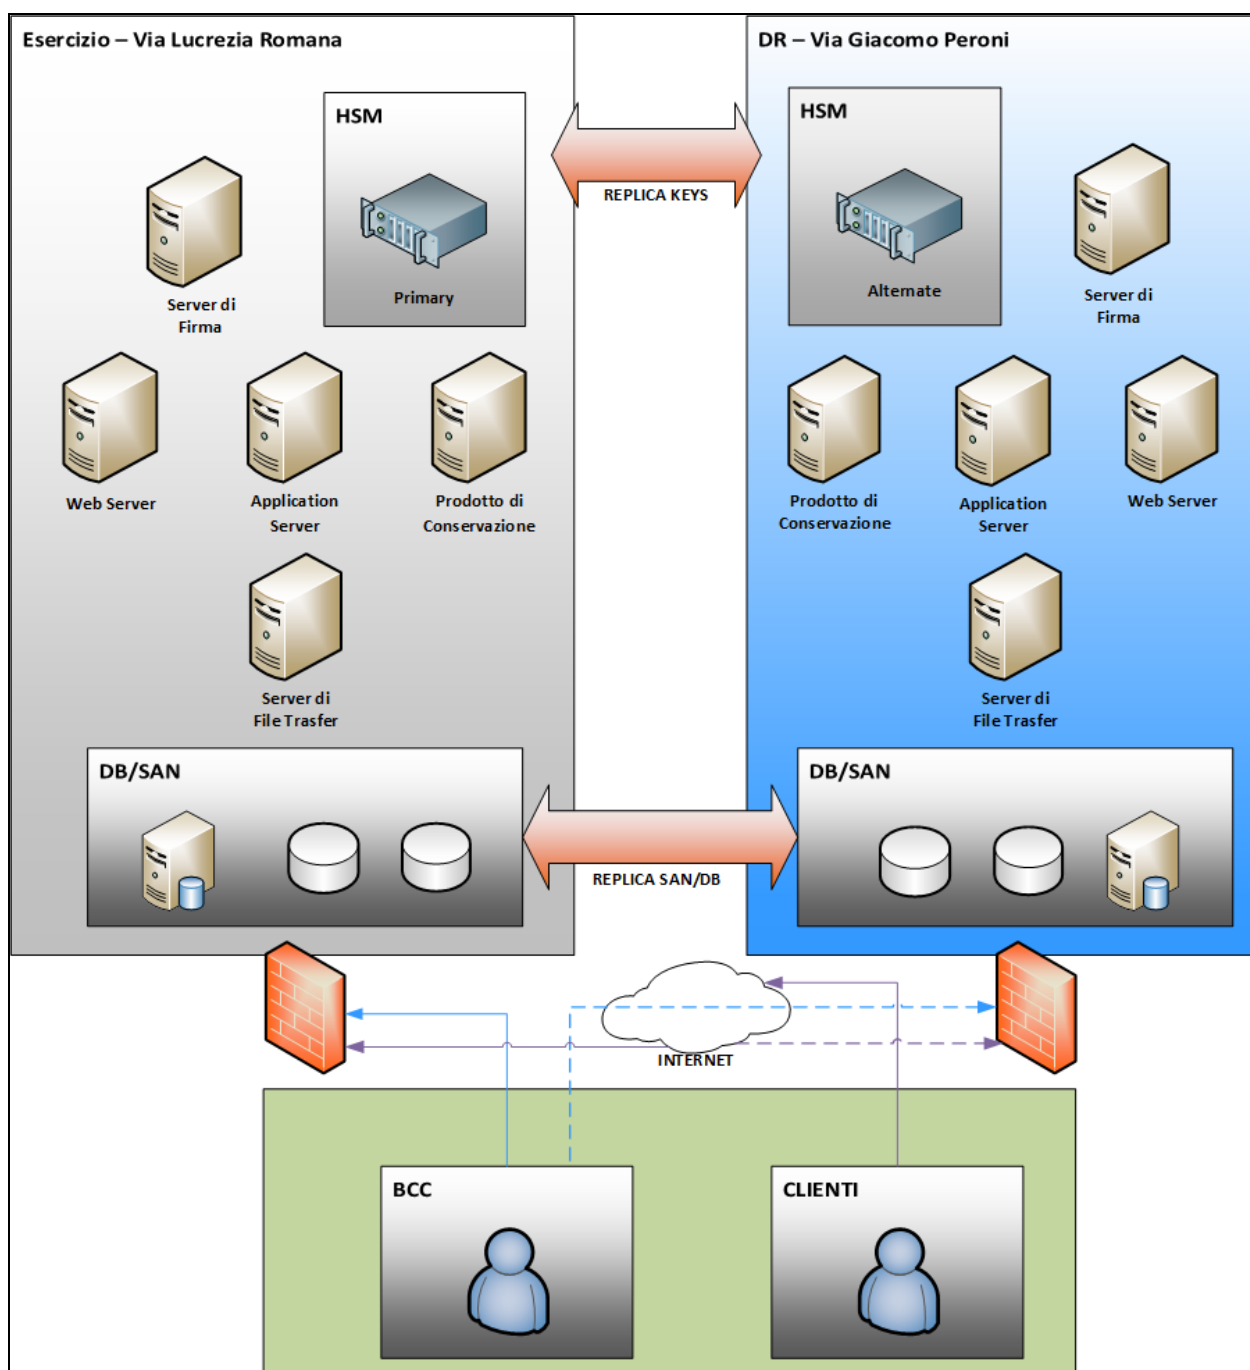 Esercizio – Via Lucrezia Romana
HSM
Primary
Server di
Firma
Web Server
Application
Server
Prodotto di
Conservazione
Server di
File Trasfer
DB/SAN
REPLICA KEYS
REPLICA SAN/DB
DR – Via Giacomo Peroni
HSM
Alternate
Server di
Firma
Prodotto di
Conservazione
Application
Server
Web Server
Server di
File Trasfer
DB/SAN
INTERNET
BCC
CLIENTI